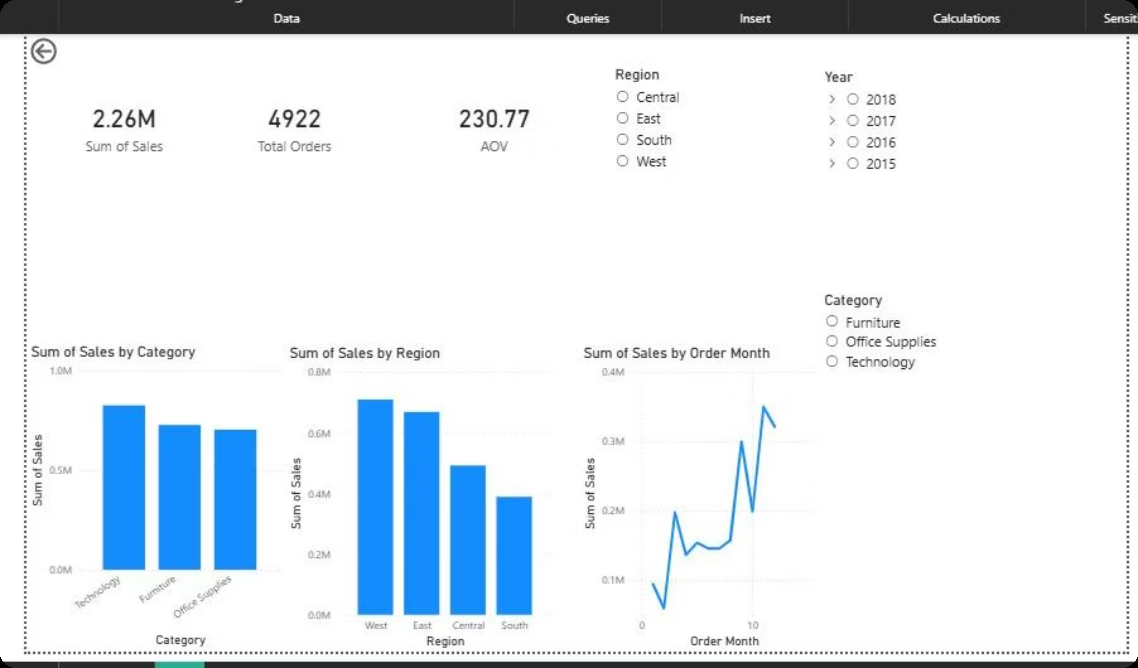 Data
Queries
Insert
Calculations
Sensit
2.26M
Sum of Sales
4922
Total Orders
230.77
AOV
Region
Central
East
South
West
Year
2018
2017
2016
2015
Category
Furniture
Office Supplies
Technology
Sum of Sales by Category
Sum of Sales
1.0M
0.5M
0.0M
Technology
Furniture
Office Supplies
Category
Sum of Sales by Region
Sum of Sales
0.8M
0.6M
0.4M
0.2M
0.0M
West
East
Central
South
Region
Sum of Sales by Order Month
Sum of Sales
0.4M
0.3M
0.2M
0.1M
0
10
Order Month